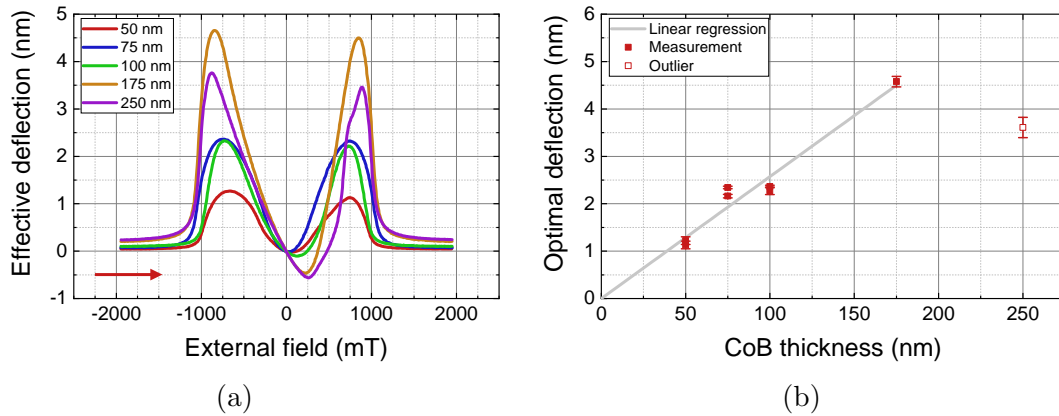 5
4
3
2
1
0
-1
Effective deflection (nm)
50 nm
75 nm
100 nm
175 nm
250 nm
-2000 -1000 0 1000 2000
External field (mT)
(a)
6
5
4
3
2
1
0
Optimal deflection (nm)
Linear regression
Measurement
Outlier
0 50 100 150 200 250
CoB thickness (nm)
(b)